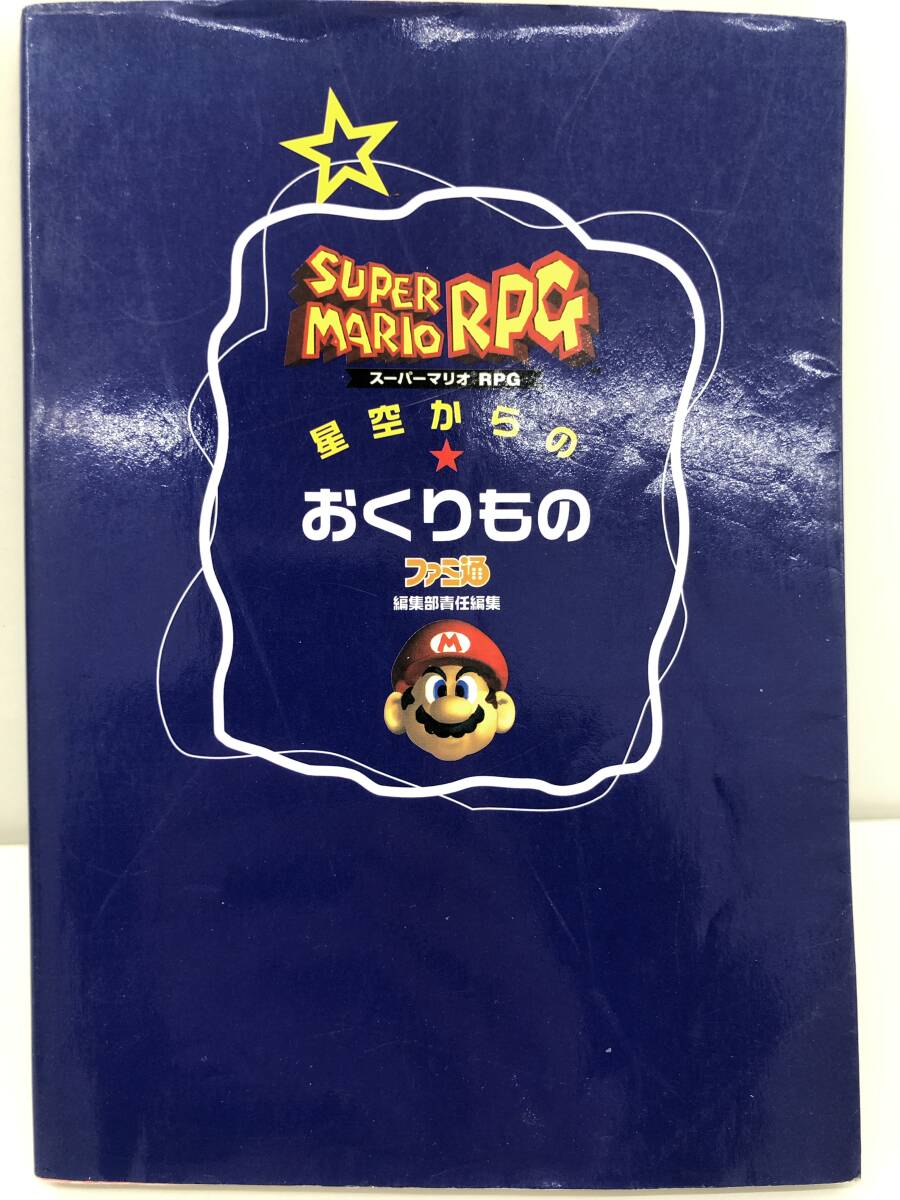 SUPER
MARIO RPG
™
スーパーマリオ RPG
星空からの
★
おくりもの
ファミ通
編集部責任編集
M